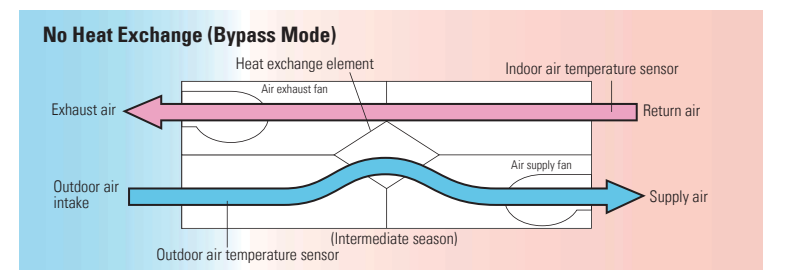 No Heat Exchange (Bypass Mode)
Heat exchange element
Indoor air temperature sensor
Air exhaust fan
Exhaust air
Return air
Air supply fan
Outdoor air
intake
Supply air
(Intermediate season)
Outdoor air temperature sensor